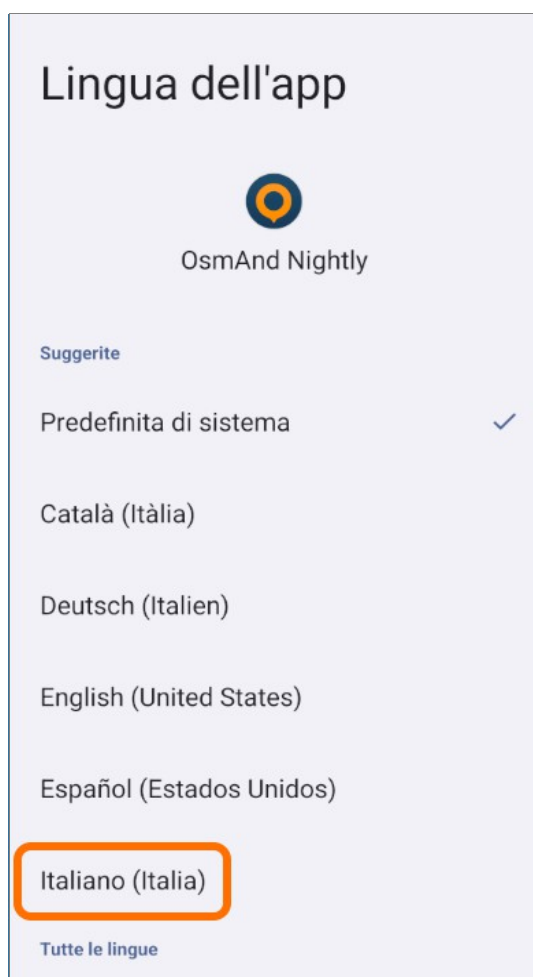 Lingua dell'app
OsmAnd Nightly
Suggerite
Predefinita di sistema
Català (Itàlia)
Deutsch (Italien)
English (United States)
Español (Estados Unidos)
Italiano (Italia)
Tutte le lingue